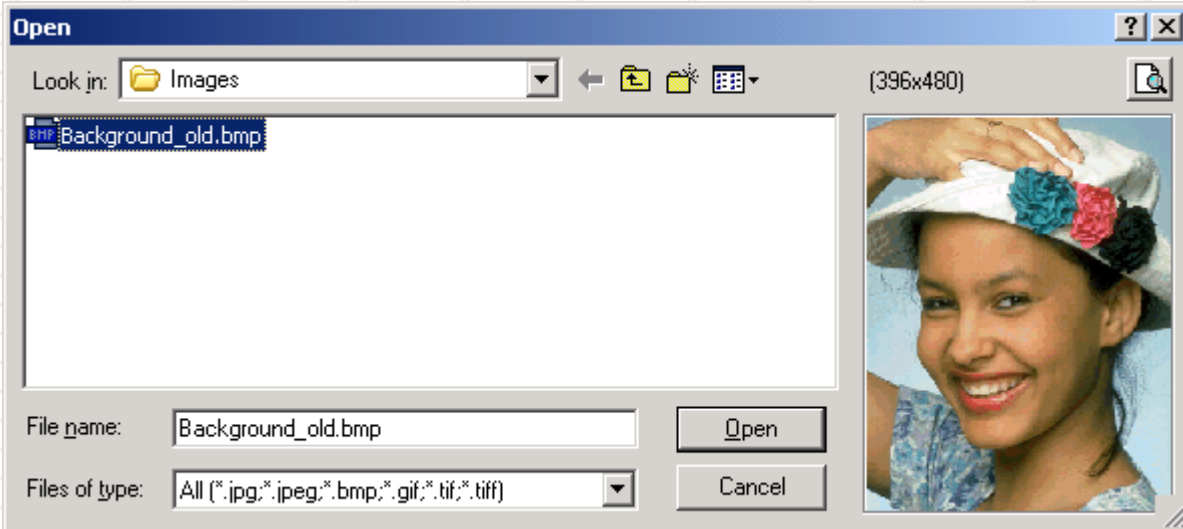 Open
Look in: Images (396x480)
BMP Background_old.bmp
File name: Background_old.bmp Open
Files of type: All (*.jpg;*.jpeg;*.bmp;*.gif;*.tif;*.tiff) Cancel